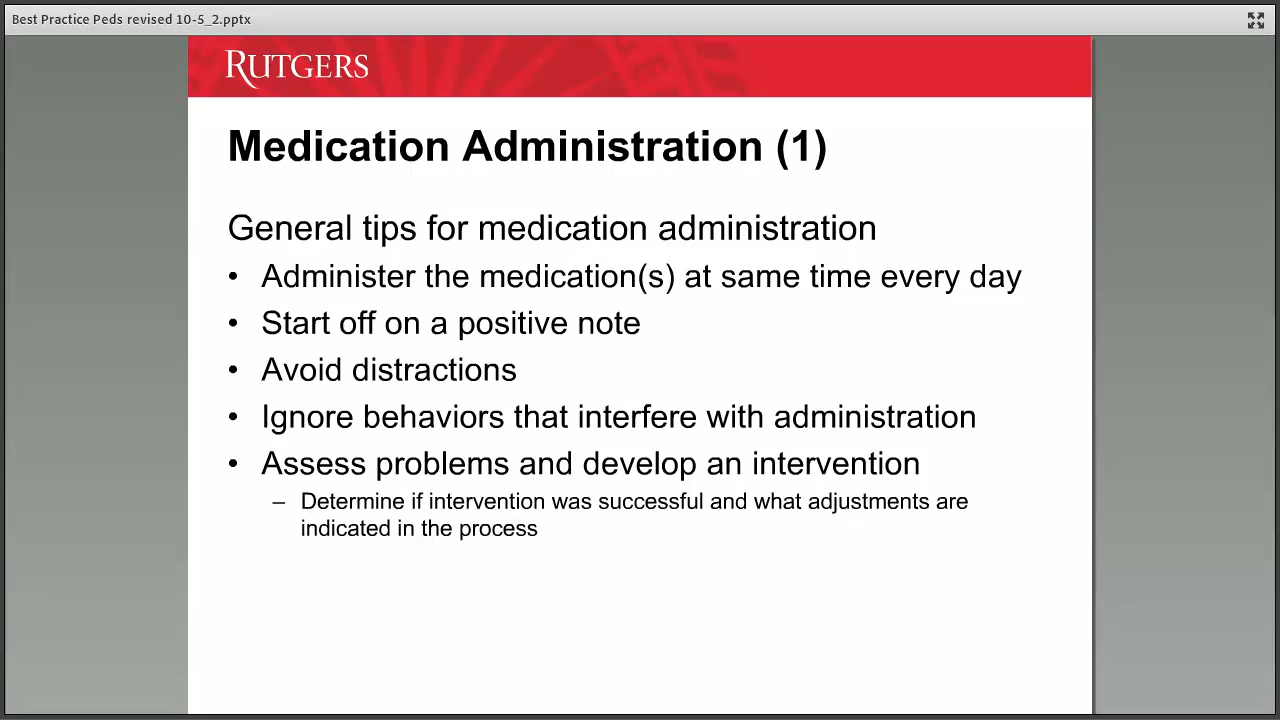 Best Practice Peds revised 10-5_2.pptx
RUTGERS
Medication Administration (1)
General tips for medication administration
• Administer the medication(s) at same time every day
• Start off on a positive note
• Avoid distractions
• Ignore behaviors that interfere with administration
• Assess problems and develop an intervention
– Determine if intervention was successful and what adjustments are
indicated in the process